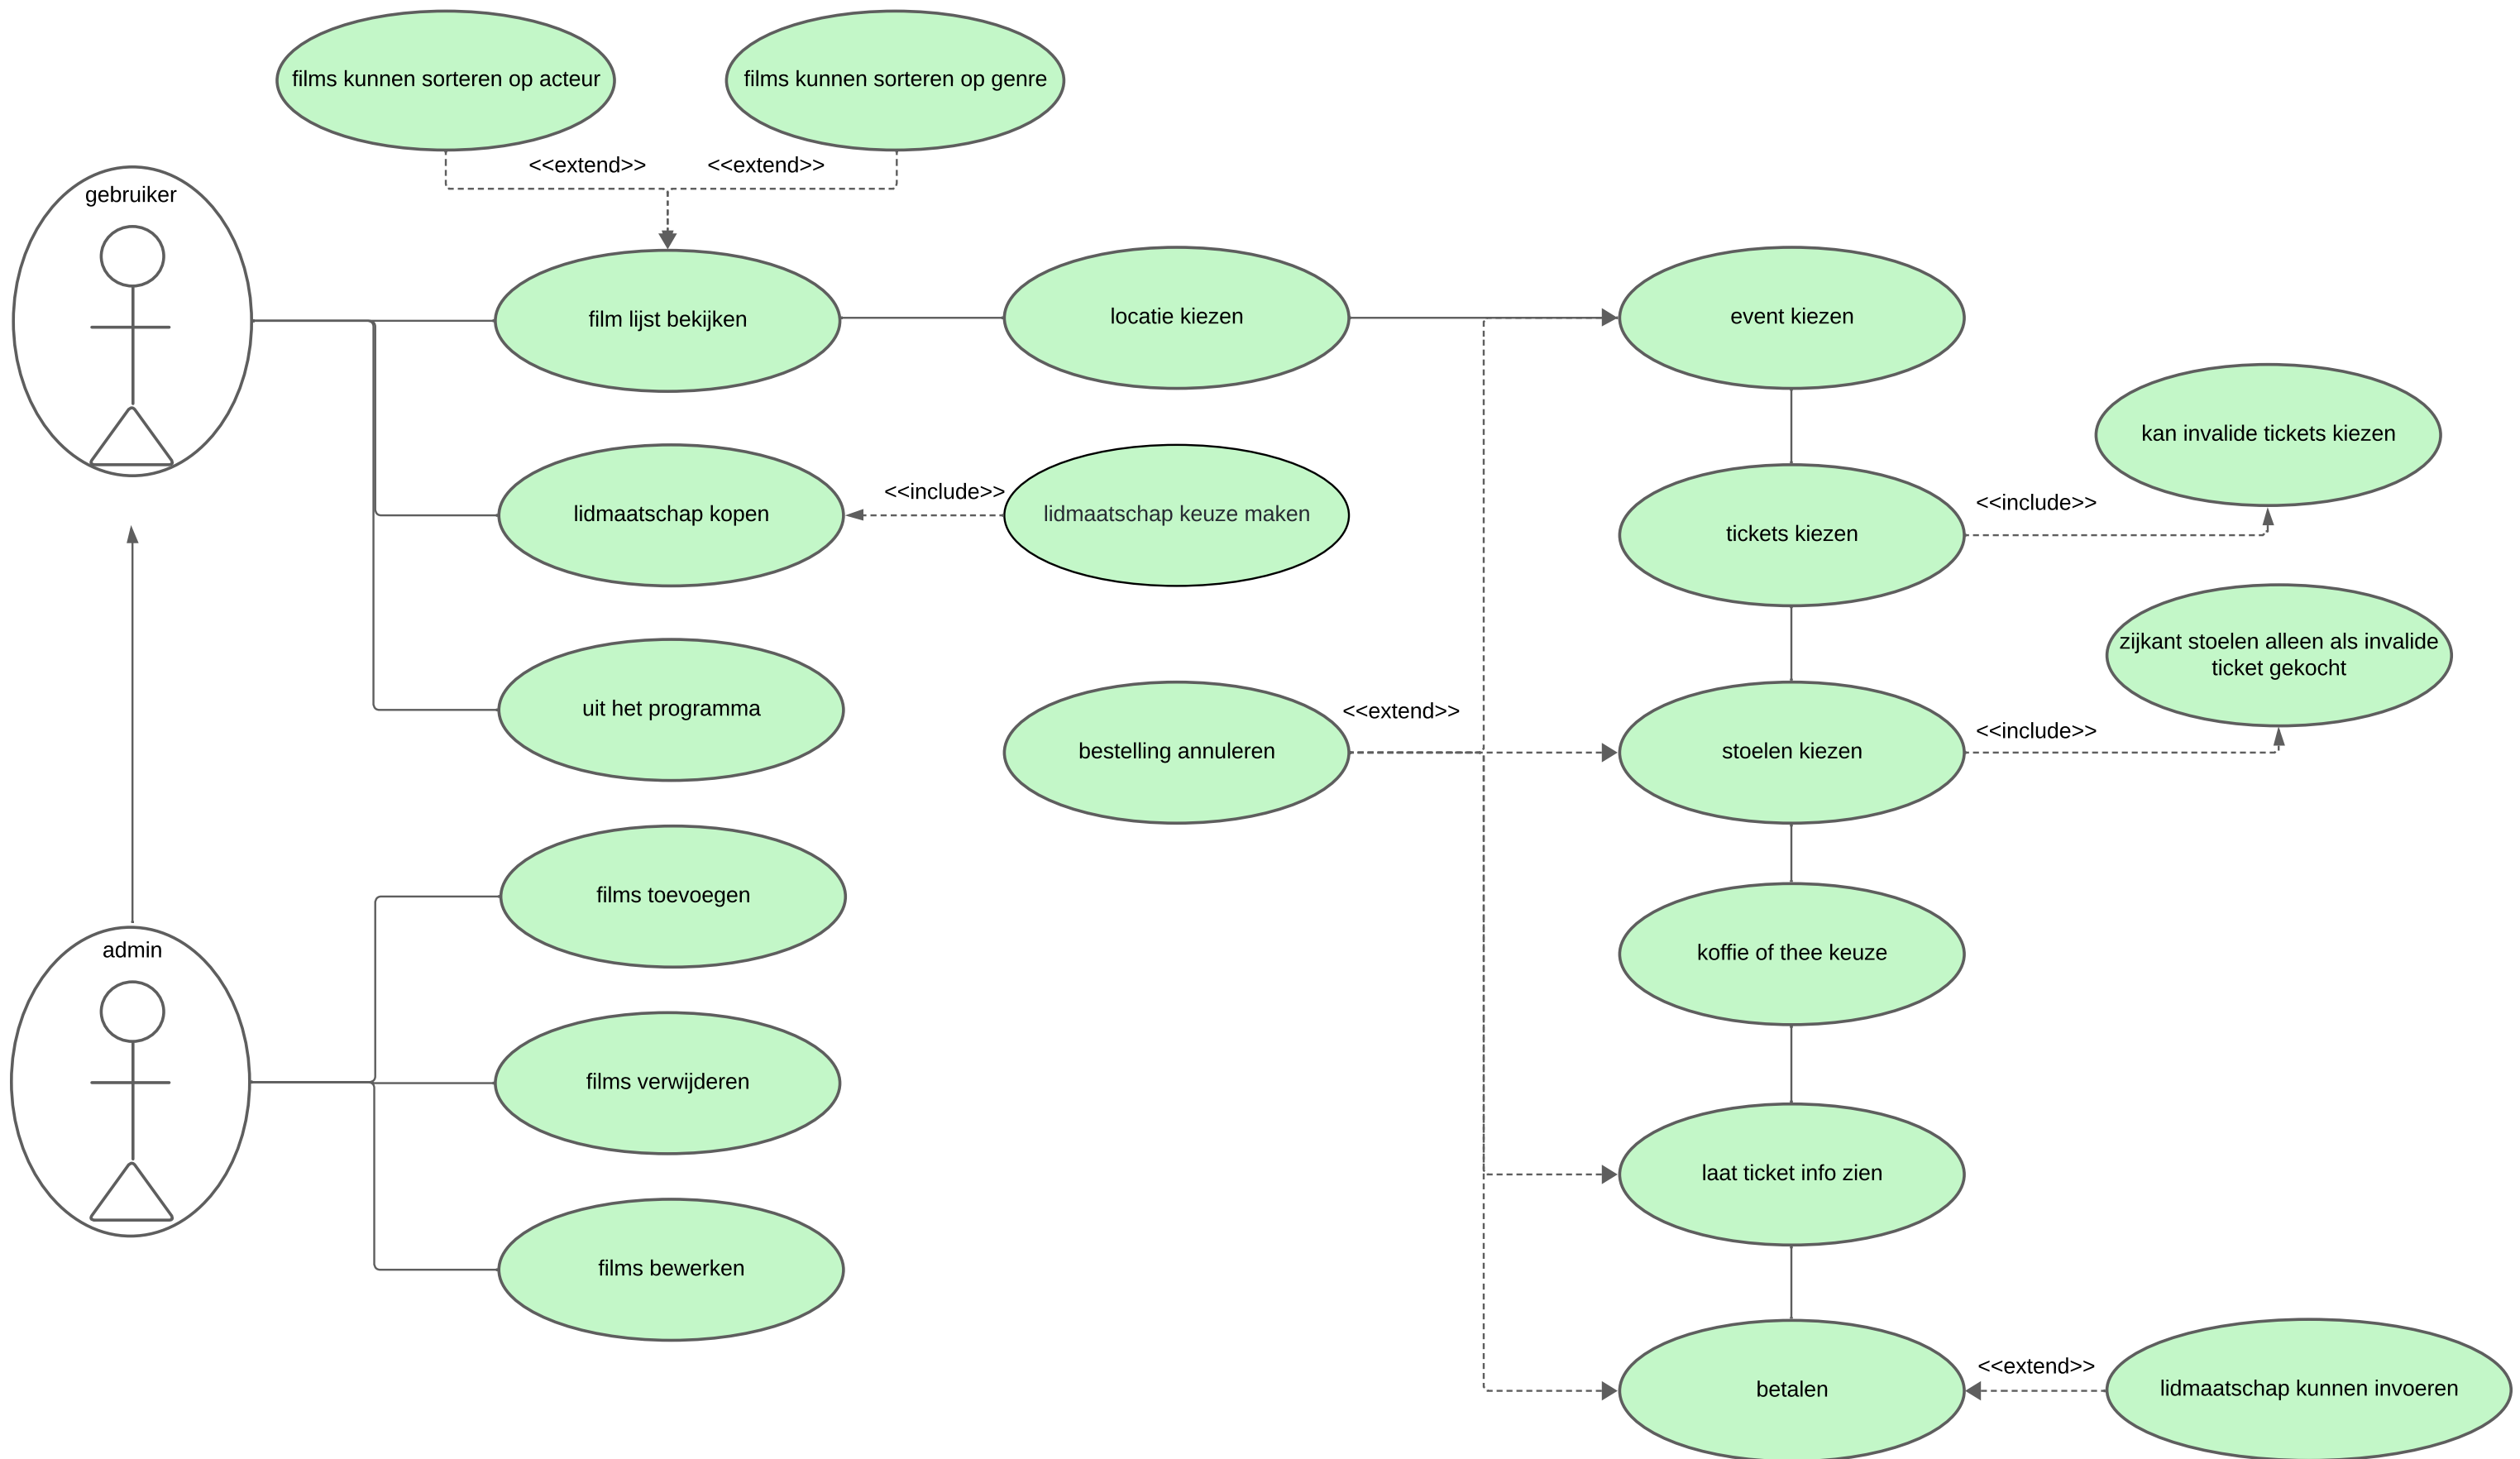 films kunnen sorteren op acteur
films kunnen sorteren op genre
<<extend>>
<<extend>>
gebruiker
film lijst bekijken
locatie kiezen
event kiezen
kan invalide tickets kiezen
<<include>>
lidmaatschap kopen
lidmaatschap keuze maken
tickets kiezen
<<include>>
zijkant stoelen alleen als invalide
ticket gekocht
uit het programma
<<extend>>
bestelling annuleren
stoelen kiezen
<<include>>
films toevoegen
admin
koffie of thee keuze
films verwijderen
laat ticket info zien
films bewerken
<<extend>>
betalen
lidmaatschap kunnen invoeren